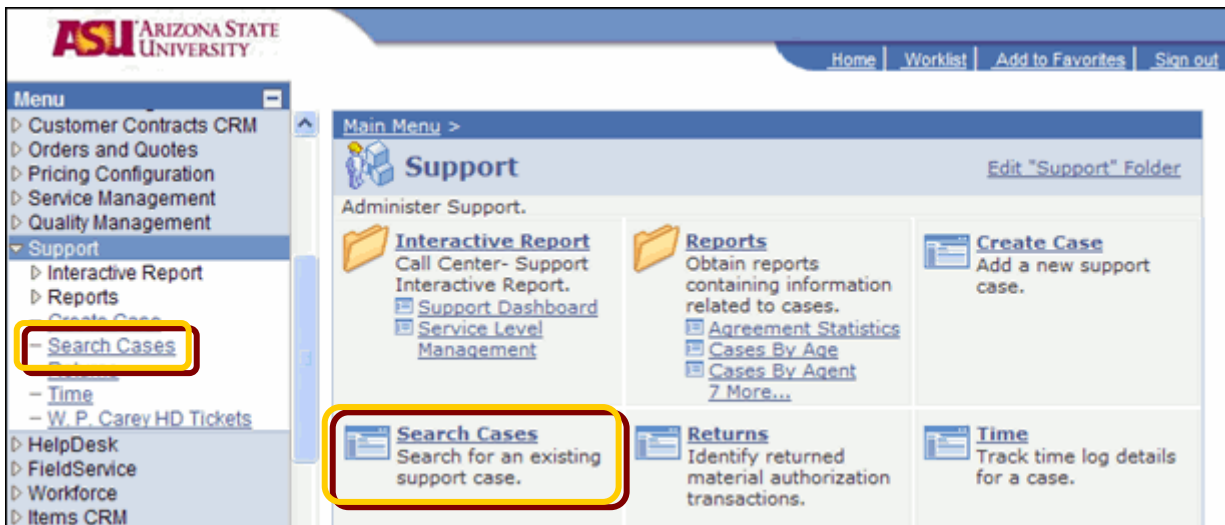 ASU ARIZONA STATE
UNIVERSITY
Home Worklist Add to Favorites Sign out
Menu
Customer Contracts CRM
Orders and Quotes
Pricing Configuration
Service Management
Quality Management
Support
Interactive Report
Reports
Create Case
Search Cases
Returns
Time
W. P. Carey HD Tickets
HelpDesk
FieldService
Workforce
Items CRM
Main Menu >
Support
Edit "Support" Folder
Administer Support.
Interactive Report
Call Center- Support
Interactive Report.
Support Dashboard
Service Level
Management
Reports
Obtain reports
containing information
related to cases.
Agreement Statistics
Cases By Age
Cases By Agent
7 More...
Create Case
Add a new support
case.
Search Cases
Search for an existing
support case.
Returns
Identify returned
material authorization
transactions.
Time
Track time log details
for a case.